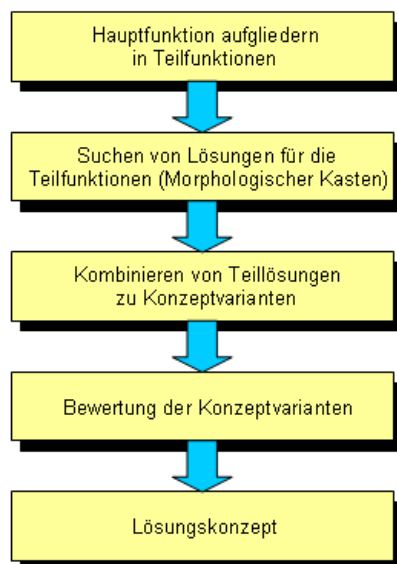 Hauptfunktion aufgliedern
in Teilfunktionen
Suchen von Lösungen für die
Teilfunktionen (Morphologischer Kasten)
Kombinieren von Teillösungen
zu Konzeptvarianten
Bewertung der Konzeptvarianten
Lösungskonzept